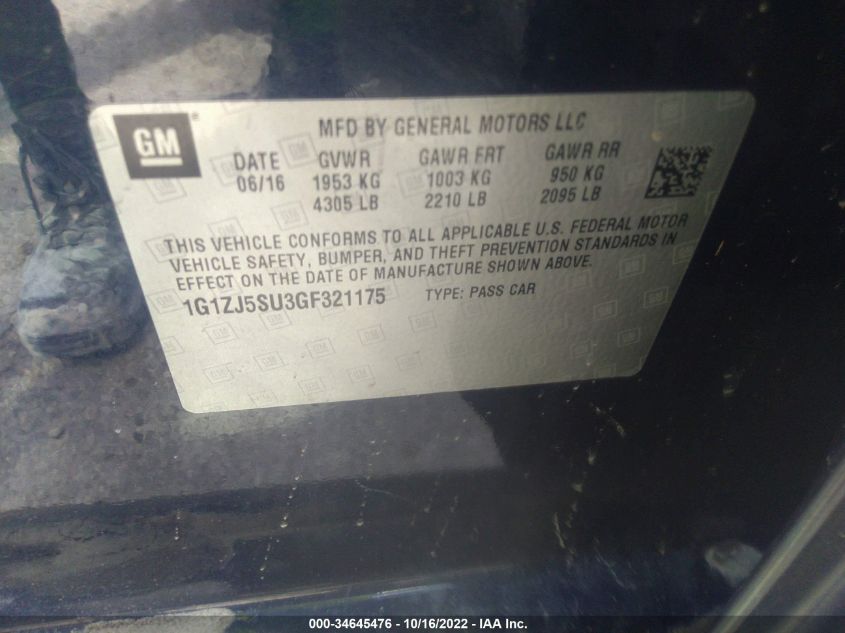 GM
MFD BY GENERAL MOTORS LLC
DATE GVWR GAWR FRT GAWR RR
06/16 1953 KG 1003 KG 950 KG
4305 LB 2210 LB 2095 LB
THIS VEHICLE CONFORMS TO ALL APPLICABLE U.S. FEDERAL MOTOR
VEHICLE SAFETY, BUMPER, AND THEFT PREVENTION STANDARDS IN
EFFECT ON THE DATE OF MANUFACTURE SHOWN ABOVE.
1G1ZJ5SU3GF321175 TYPE: PASS CAR
000-34645476 - 10/16/2022 - IAA Inc.